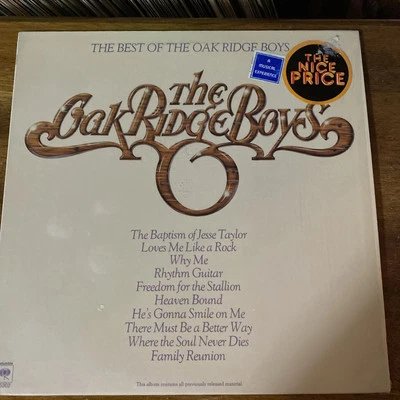 THE BEST OF THE OAK RIDGE BOYS
A
MUSICAL
EXPERIENCE
THE
NICE
PRICE
the
Oak Ridge Boys
The Baptism of Jesse Taylor
Loves Me Like a Rock
Why Me
Rhythm Guitar
Freedom for the Stallion
Heaven Bound
He's Gonna Smile on Me
There Must Be a Better Way
Where the Soul Never Dies
Family Reunion
This album contains all previously released material.